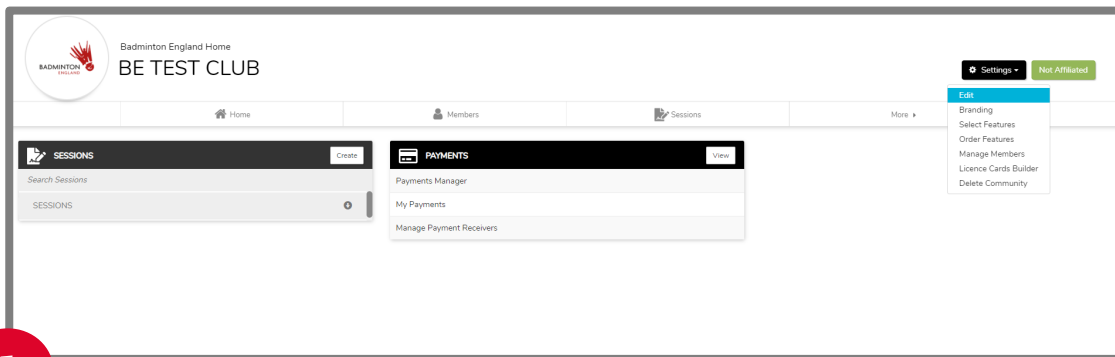 BADMINTON
ENGLAND
Badminton England Home
BE TEST CLUB
Settings
Not Affiliated
Edit
Branding
Select Features
Order Features
Manage Members
Licence Cards Builder
Delete Community
Home
Members
Sessions
More
SESSIONS
Create
Search Sessions
SESSIONS
PAYMENTS
View
Payments Manager
My Payments
Manage Payment Receivers